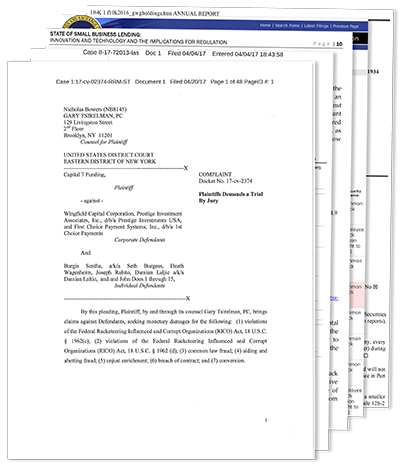 10-K 1 f10k2016_gwgholdings.htm ANNUAL REPORT
Home | Search Home | Latest Filings | Previous Page
STATE OF SMALL BUSINESS LENDING:
INNOVATION AND TECHNOLOGY AND THE IMPLICATIONS FOR REGULATION
Page | 10
Case 8-17-72013-las Doc 1 Filed 04/04/17 Entered 04/04/17 18:43:58
1934
Case 1:17-cv-02374-RRM-ST Document 1 Filed 04/20/17 Page 1 of 48 PageID #: 1
Nicholas Bowers (NB8145)
GARY TSIRELMAN, PC
129 Livingston Street
2nd Floor
Brooklyn, NY 11201
Counsel for Plaintiff
UNITED STATES DISTRICT COURT
EASTERN DISTRICT OF NEW YORK
X
Capital 7 Funding,
Plaintiff
- against -
Wingfield Capital Corporation, Prestige Investment
Associates, Inc., d/b/a Prestige Investments USA,
and First Choice Payment Systems, Inc., d/b/a 1st
Choice Payments
Corporate Defendants
And
Burgis Sethna, a/k/a Seth Burgess, Heath
Wagenheim, Joseph Rabito, Damian Laljie a/k/a
Damian Laltie, and and John Does 1 through 15,
Individual Defendants
X
COMPLAINT
Docket No. 17-cv-2374
Plaintiffs Demands a Trial
By Jury
By this pleading, Plaintiff, by and through its counsel Gary Tsirelman, PC, brings
claims against Defendants, seeking monetary damages for the following: (1) violations
of the Federal Racketeering Influenced and Corrupt Organizations (RICO) Act, 18 U.S.C.
§ 1962(c); (2) violations of the Federal Racketeering Influenced and Corrupt
Organizations (RICO) Act, 18 U.S.C. § 1962 (d); (3) common law fraud; (4) aiding and
abetting fraud; (5) unjust enrichment; (6) breach of contract; and (7) conversion.
1